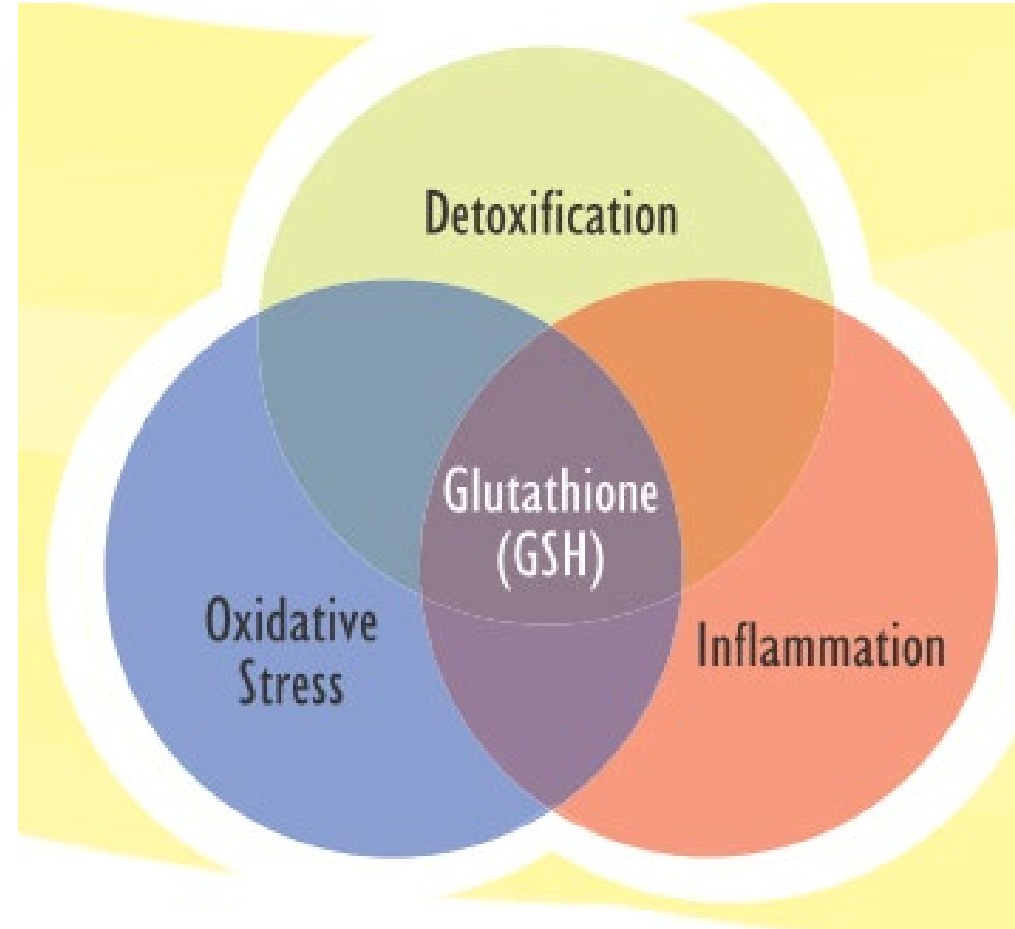 Detoxification
Glutathione
(GSH)
Oxidative
Stress
Inflammation